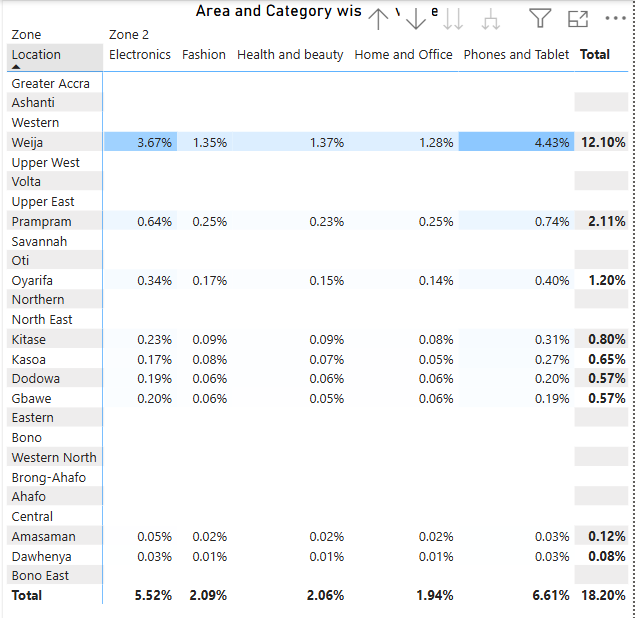 Area and Category wis
Zone Zone 2
Location Electronics Fashion Health and beauty Home and Office Phones and Tablet Total
Greater Accra
Ashanti
Western
Weija 3.67% 1.35% 1.37% 1.28% 4.43% 12.10%
Upper West
Volta
Upper East
Prampram 0.64% 0.25% 0.23% 0.25% 0.74% 2.11%
Savannah
Oti
Oyarifa 0.34% 0.17% 0.15% 0.14% 0.40% 1.20%
Northern
North East
Kitase 0.23% 0.09% 0.09% 0.08% 0.31% 0.80%
Kasoa 0.17% 0.08% 0.07% 0.05% 0.27% 0.65%
Dodowa 0.19% 0.06% 0.06% 0.06% 0.20% 0.57%
Gbawe 0.20% 0.06% 0.05% 0.06% 0.19% 0.57%
Eastern
Bono
Western North
Brong-Ahafo
Ahafo
Central
Amasaman 0.05% 0.02% 0.02% 0.02% 0.03% 0.12%
Dawhenya 0.03% 0.01% 0.01% 0.01% 0.03% 0.08%
Bono East
Total 5.52% 2.09% 2.06% 1.94% 6.61% 18.20%